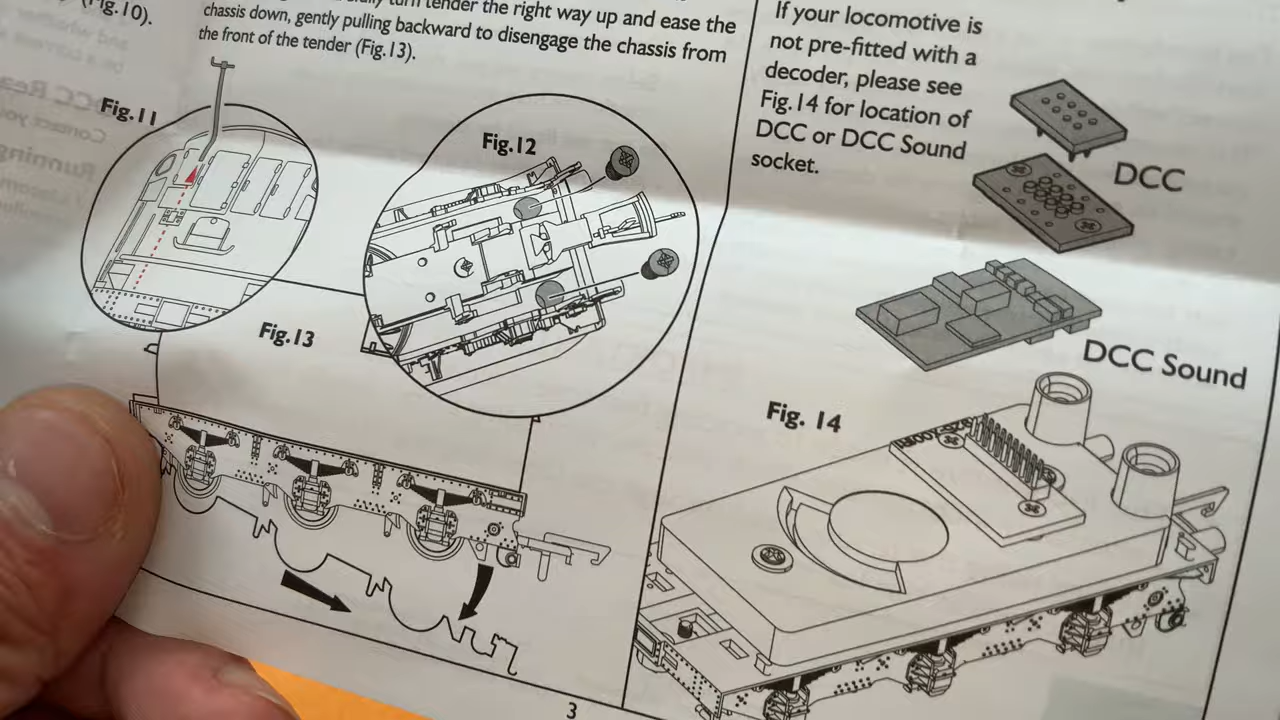 (Fig.10).
turn tender the right way up and ease the
chassis down, gently pulling backward to disengage the chassis from
the front of the tender (Fig.13).
Fig.11
Fig.12
Fig.13
3
If your locomotive is
not pre-fitted with a
decoder, please see
Fig.14 for location of
DCC or DCC Sound
socket.
DCC
DCC Sound
Fig. 14